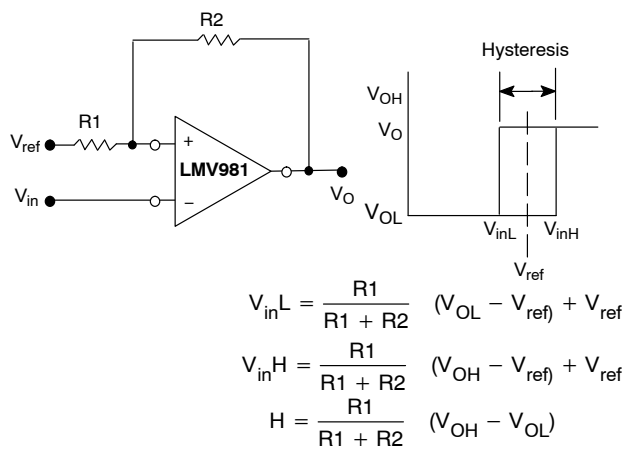 R2
Hysteresis
R1
V_OH
V_ref
+
V_O
LMV981
V_in
−
V_O
V_OL
V_inL
V_inH
V_ref
V_inL = R1 / (R1 + R2) (V_OL − V_ref) + V_ref
V_inH = R1 / (R1 + R2) (V_OH − V_ref) + V_ref
H = R1 / (R1 + R2) (V_OH − V_OL)